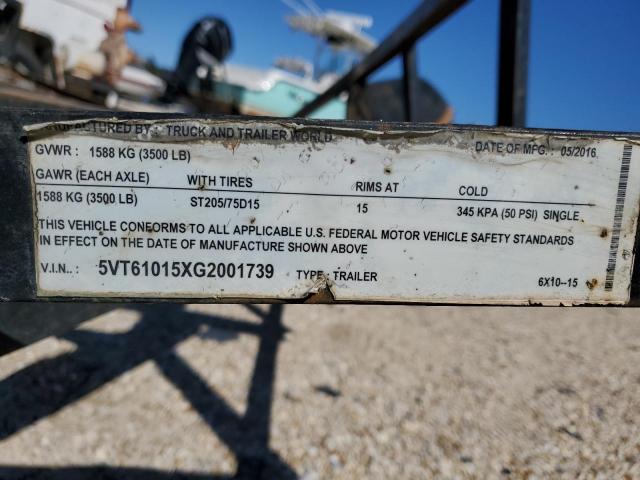 BY : TRUCK AND TRAILER WORLD DATE OF MFG. : 05/2016
GVWR : 1588 KG (3500 LB)
GAWR (EACH AXLE) WITH TIRES RIMS AT COLD
1588 KG (3500 LB) ST205/75D15 15 345 KPA (50 PSI) SINGLE
THIS VEHICLE CONFORMS TO ALL APPLICABLE U.S. FEDERAL MOTOR VEHICLE SAFETY STANDARDS
IN EFFECT ON THE DATE OF MANUFACTURE SHOWN ABOVE
V.I.N.. : 5VT61015XG2001739 TYPE : TRAILER 6X10--15